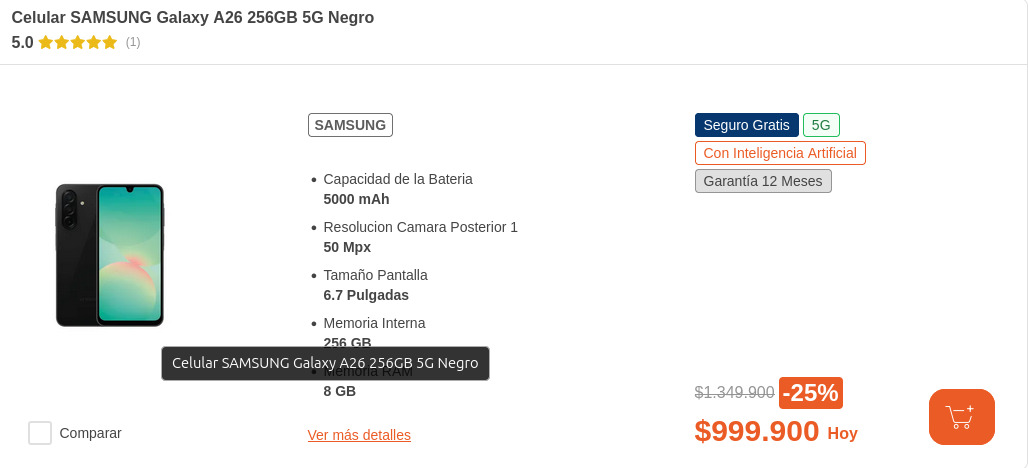 Celular SAMSUNG Galaxy A26 256GB 5G Negro
5.0 (1)
SAMSUNG
• Capacidad de la Bateria
5000 mAh
• Resolucion Camara Posterior 1
50 Mpx
• Tamaño Pantalla
6.7 Pulgadas
• Memoria Interna
256 GB
Celular SAMSUNG Galaxy A26 256GB 5G Negro
• Memoria RAM
8 GB
Seguro Gratis 5G
Con Inteligencia Artificial
Garantía 12 Meses
$1.349.900 -25%
$999.900 Hoy
Comparar
Ver más detalles